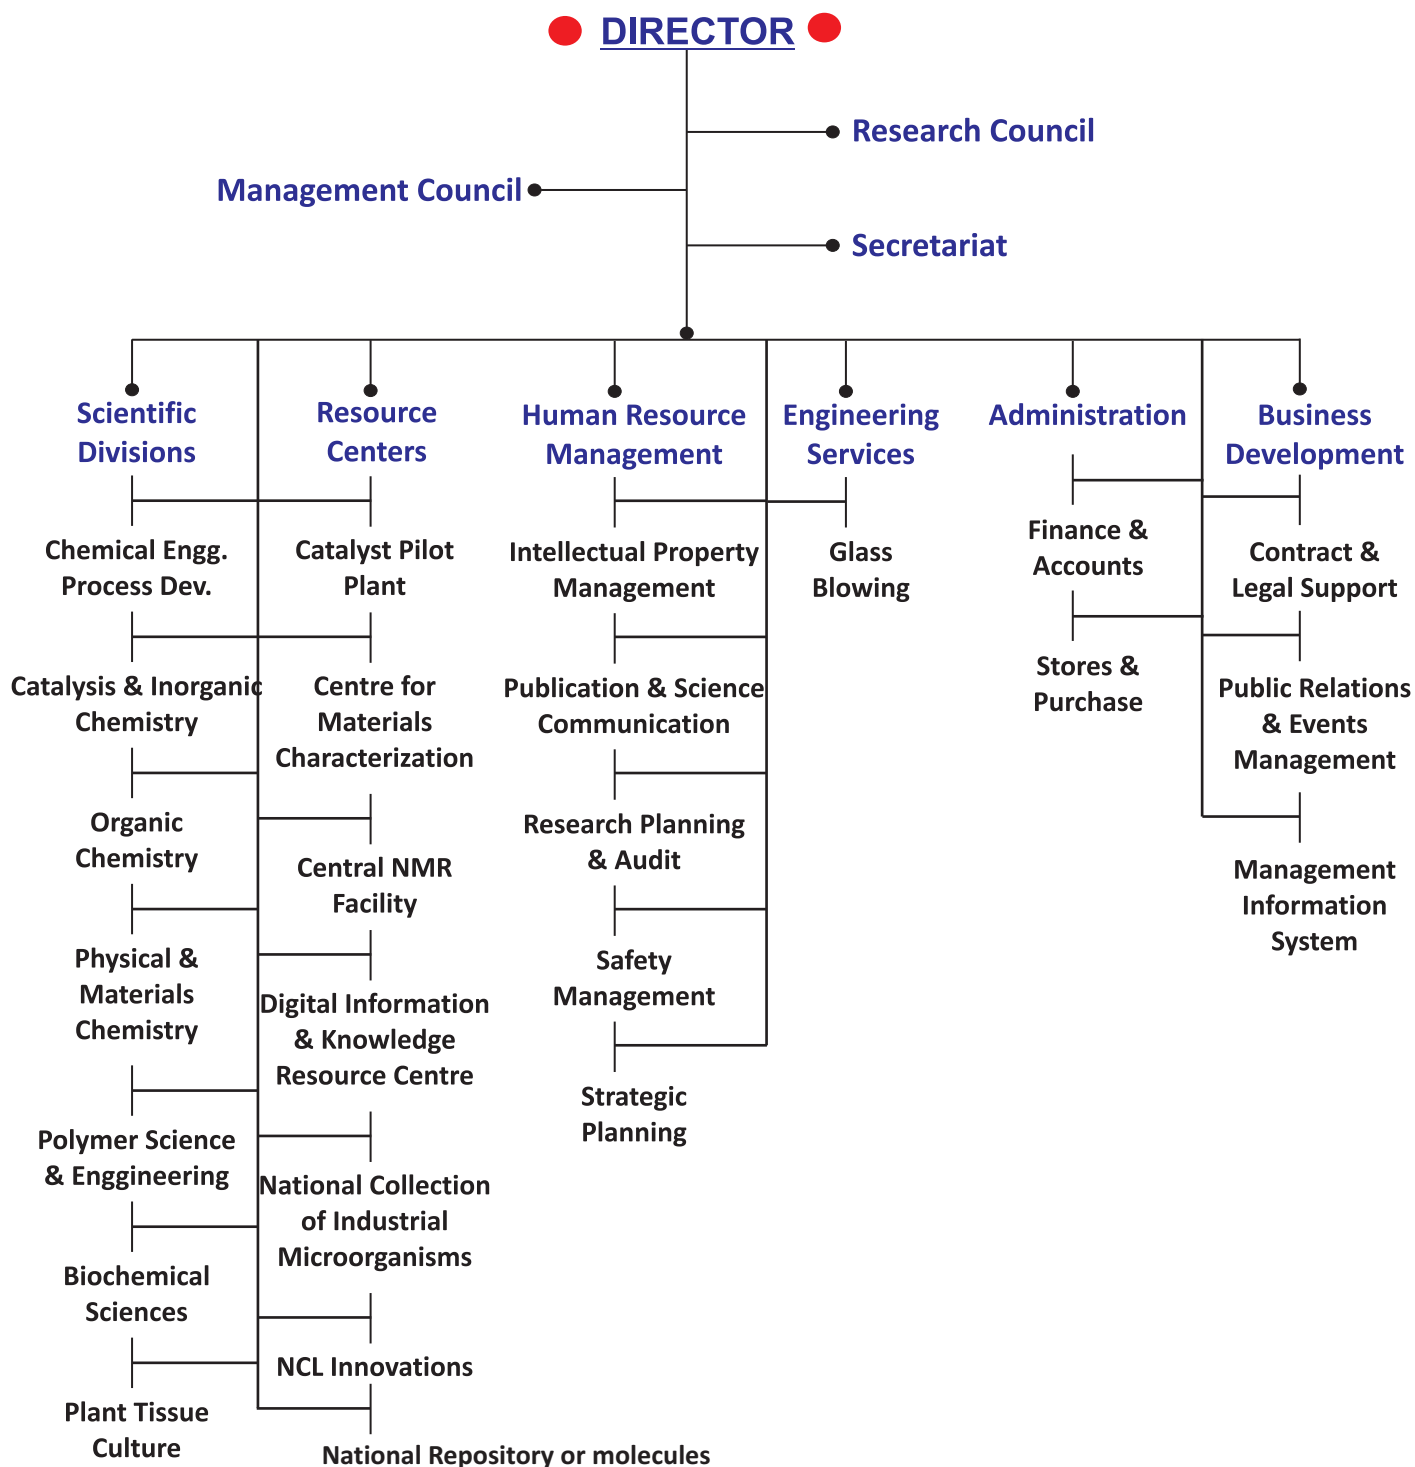 DIRECTOR
Research Council
Management Council
Secretariat
Scientific
Divisions
Chemical Engg.
Process Dev.
Catalysis & Inorganic
Chemistry
Organic
Chemistry
Physical &
Materials
Chemistry
Polymer Science
& Enggineering
Biochemical
Sciences
Plant Tissue
Culture
Resource
Centers
Catalyst Pilot
Plant
Centre for
Materials
Characterization
Central NMR
Facility
Digital Information
& Knowledge
Resource Centre
National Collection
of Industrial
Microorganisms
NCL Innovations
National Repository or molecules
Human Resource
Management
Intellectual Property
Management
Publication & Science
Communication
Research Planning
& Audit
Safety
Management
Strategic
Planning
Engineering
Services
Glass
Blowing
Administration
Finance &
Accounts
Stores &
Purchase
Business
Development
Contract &
Legal Support
Public Relations
& Events
Management
Management
Information
System